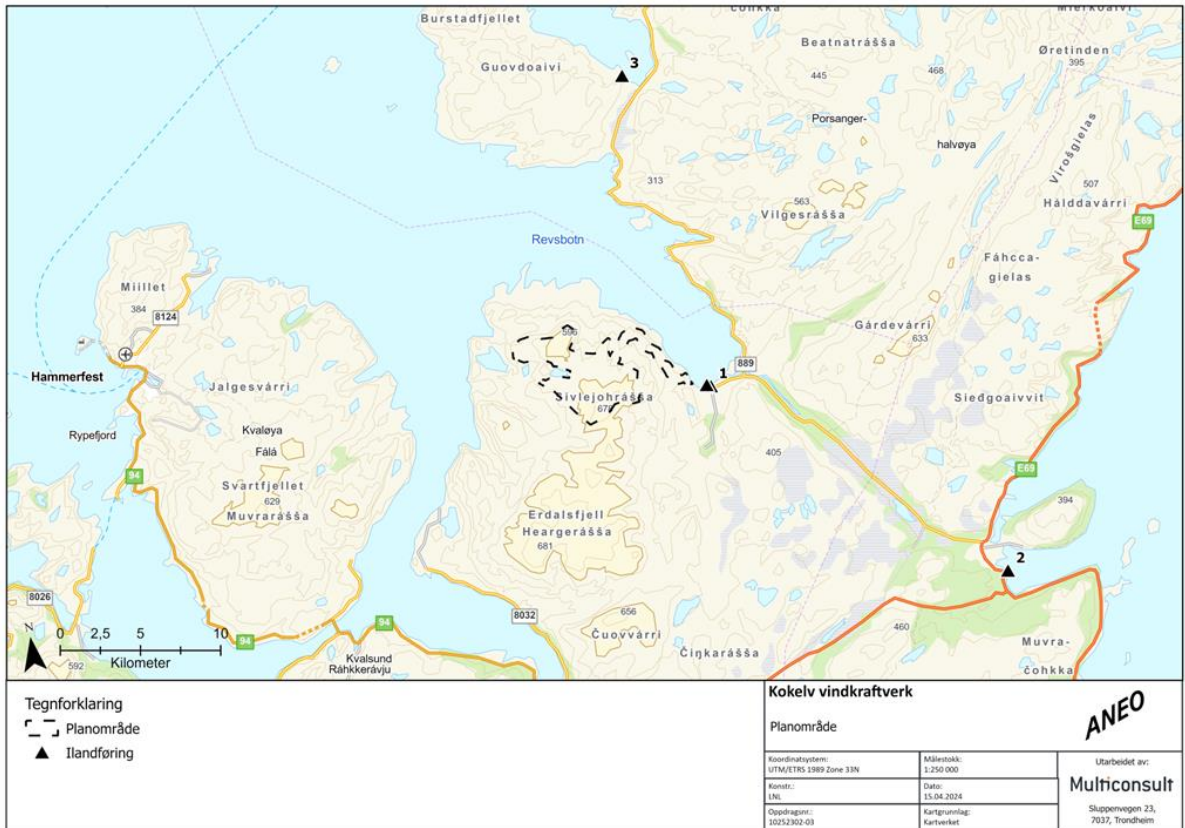 Burstadfjellet
čohkka
Mierkoaivi
Guovdoaivi
3
Beatnatrášša
Øretinden
395
445
468
Porsanger-
halvøya
Virošgielas
313
507
563
Vilgesrášša
Hálddavárri
E69
Revsbotn
Fáhcca-
gielas
Miillet
384
8124
596
Gárdevárri
633
889
1
Hammerfest
Jalgesvárri
Sivlejohrášša
Sieđgoaivvit
Rypefjord
Kvaløya
Fálá
405
94
Svartfjellet
629
Muvrarášša
E69
394
Erdalsfjell
Heargerášša
681
2
8026
8032
656
Čuovvárri
460
94
94
N
0 2,5 5 10
Kilometer
592
Kvalsund
Ráhkkerávju
Čiŋkarášša
Muvra-
čohkka
Tegnforklaring
Planområde
Ilandføring
Kokelv vindkraftverk
Planområde
ANEO
Koordinatsystem:
UTM/ETRS 1989 Zone 33N
Målestokk:
1:250 000
Utarbeidet av:
Multiconsult
Sluppenvegen 23,
7037, Trondheim
Konstr.:
LNL
Dato:
15.04.2024
Oppdragsnr.:
10252302-03
Kartgrunnlag:
Kartverket